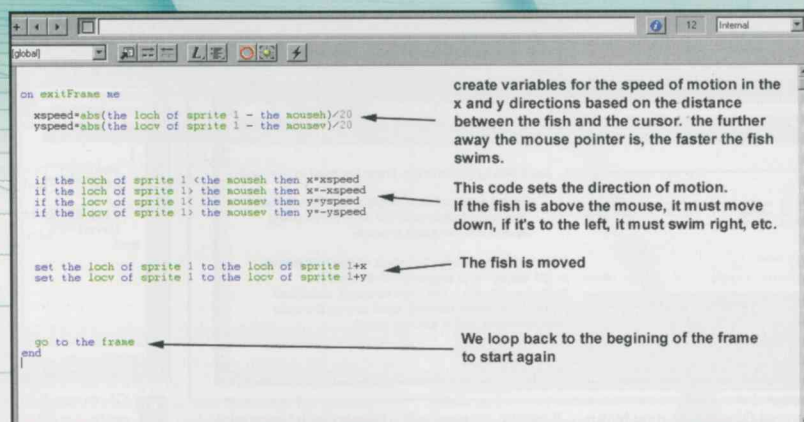 12 Internal
[global]
on exitFrame me
xspeed=abs(the loch of sprite 1 - the mouseh)/20
yspeed=abs(the locv of sprite 1 - the mousev)/20
create variables for the speed of motion in the
x and y directions based on the distance
between the fish and the cursor. the further
away the mouse pointer is, the faster the fish
swims.
if the loch of sprite 1 <the mouseh then x=xspeed
if the loch of sprite 1> the mouseh then x=-xspeed
if the locv of sprite 1< the mousev then y=yspeed
if the locv of sprite 1> the mousev then y=-yspeed
This code sets the direction of motion.
If the fish is above the mouse, it must move
down, if it's to the left, it must swim right, etc.
set the loch of sprite 1 to the loch of sprite 1+x
set the locv of sprite 1 to the locv of sprite 1+y
The fish is moved
go to the frame
end
We loop back to the begining of the frame
to start again